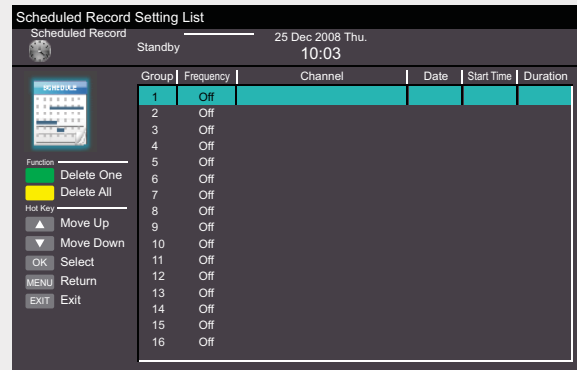 Scheduled Record Setting List
Scheduled Record
Standby
25 Dec 2008 Thu.
10:03
Group Frequency Channel Date Start Time Duration
SCHEDULE
1 Off
2 Off
3 Off
4 Off
5 Off
6 Off
7 Off
8 Off
9 Off
10 Off
11 Off
12 Off
13 Off
14 Off
15 Off
16 Off
Function
Delete One
Delete All
Hot Key
Move Up
Move Down
OK Select
MENU Return
EXIT Exit